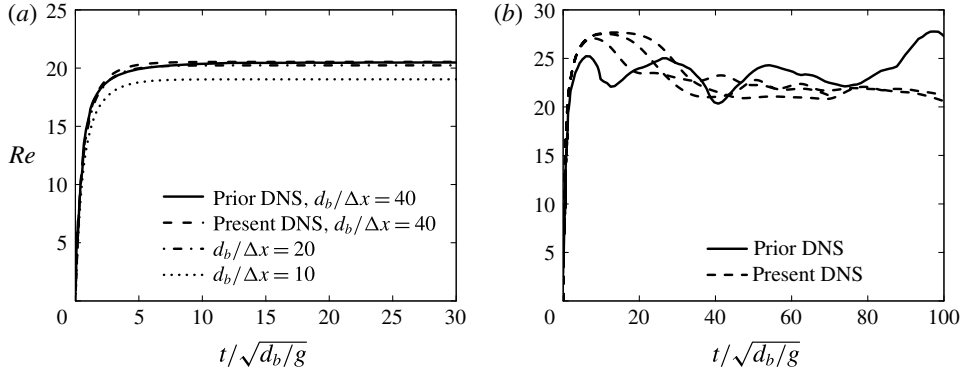 (a)
25
20
15
10
5
0
5
10
15
20
25
30
Re
t/√d_b/g
Prior DNS, d_b/Δx = 40
Present DNS, d_b/Δx = 40
d_b/Δx = 20
d_b/Δx = 10
(b)
30
25
20
15
10
5
0
20
40
60
80
100
t/√d_b/g
Prior DNS
Present DNS